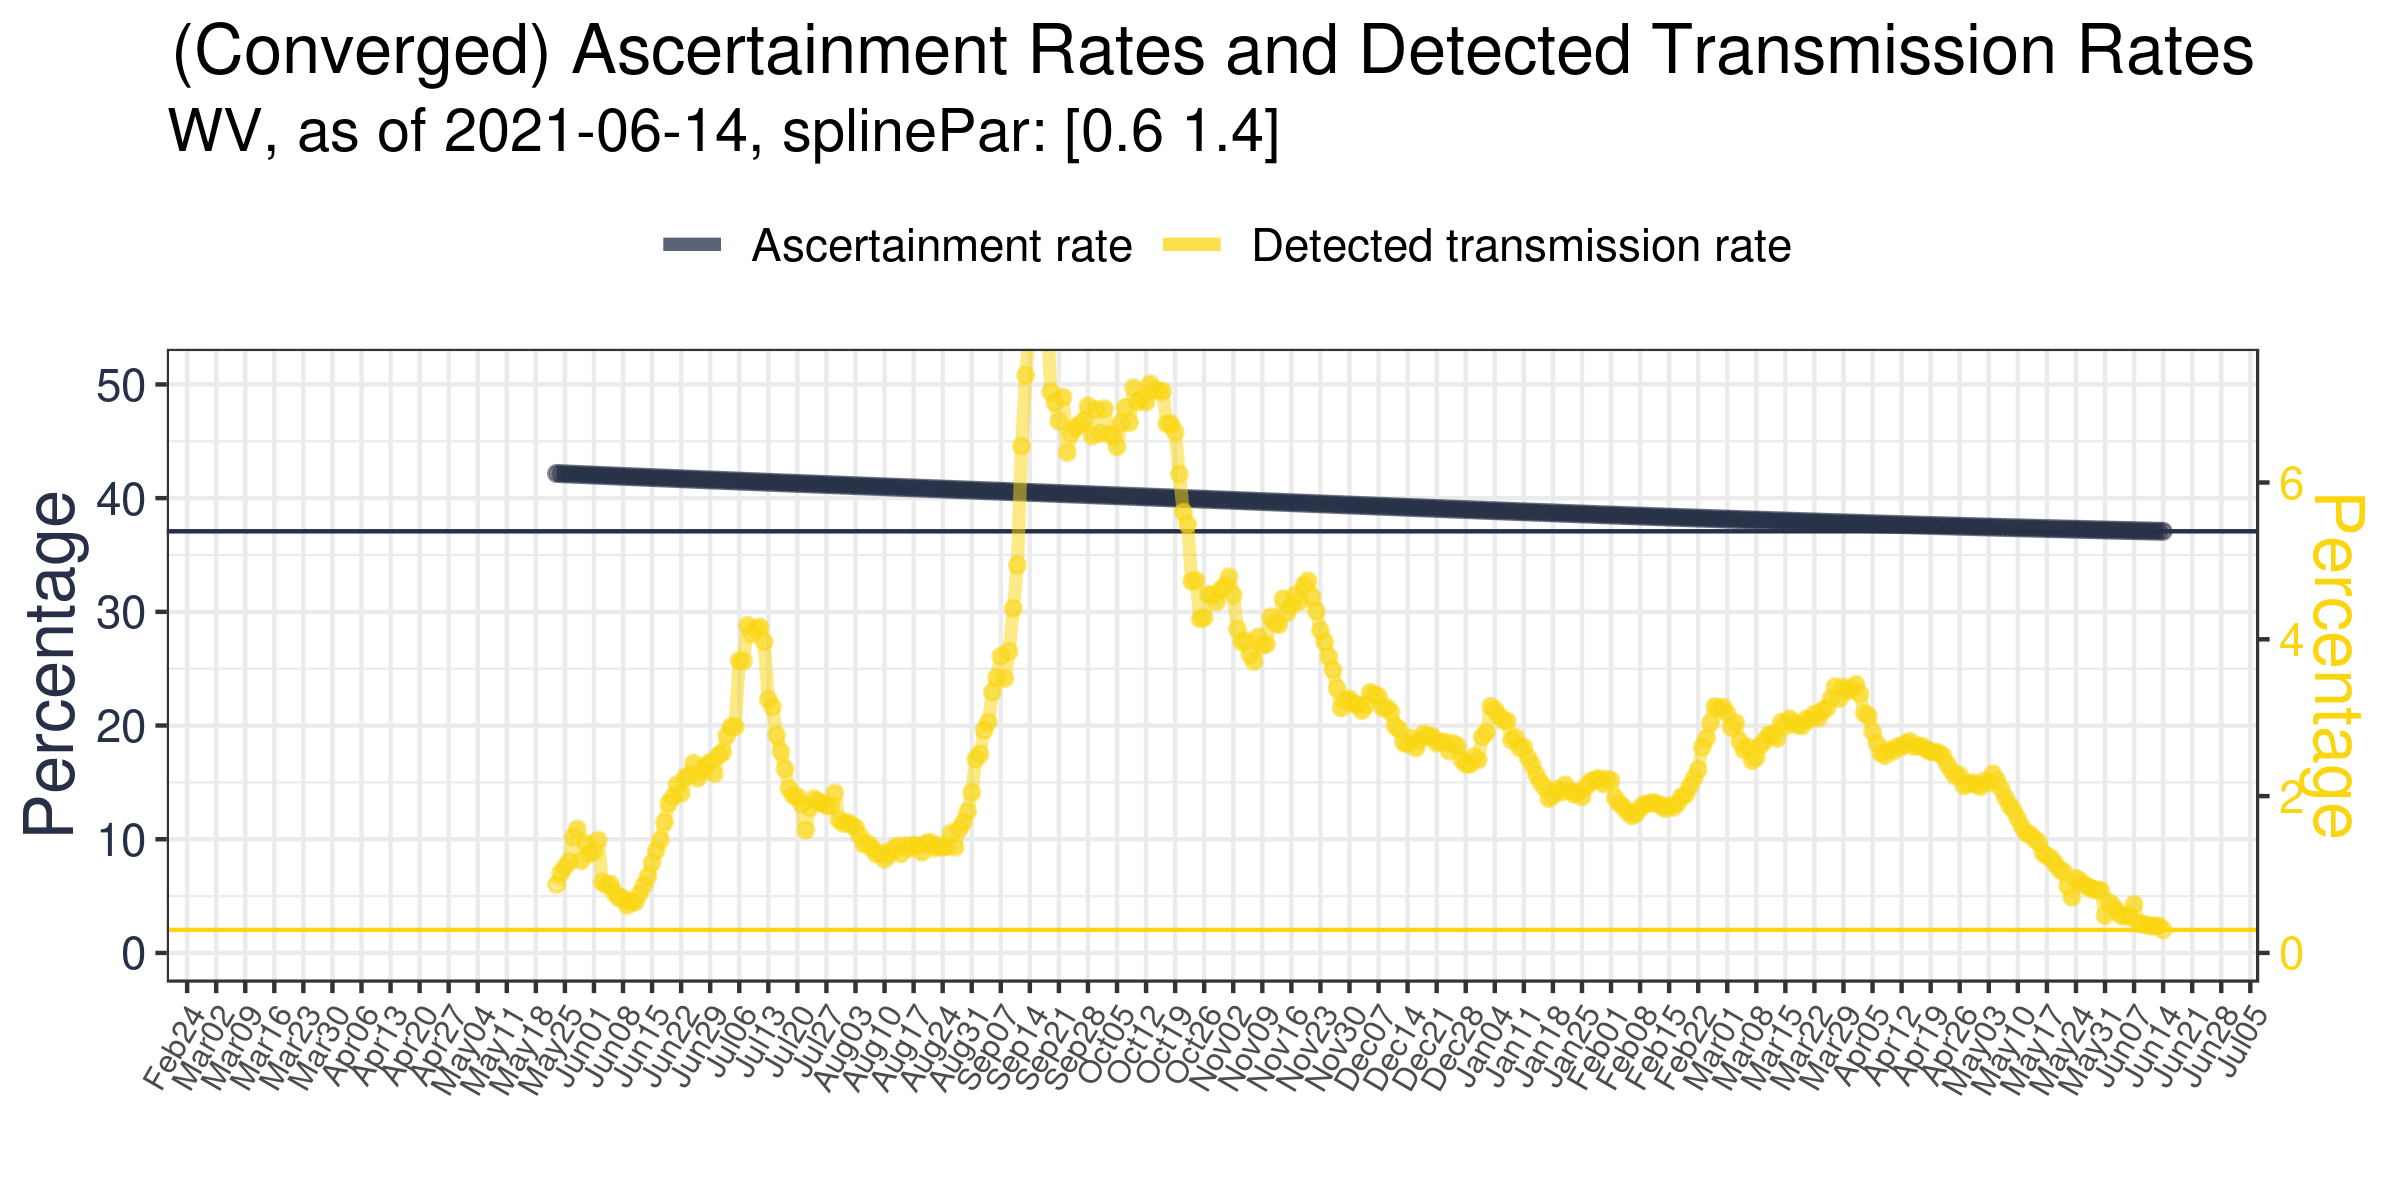 (Converged) Ascertainment Rates and Detected Transmission Rates
WV, as of 2021-06-14, splinePar: [0.6 1.4]
Ascertainment rate
Detected transmission rate
Percentage
50
40
30
20
10
0
6
4
2
0
Percentage
Feb24
Mar02
Mar09
Mar16
Mar23
Mar30
Apr06
Apr13
Apr20
Apr27
May04
May11
May18
May25
Jun01
Jun08
Jun15
Jun22
Jun29
Jul06
Jul13
Jul20
Jul27
Aug03
Aug10
Aug17
Aug24
Aug31
Sep07
Sep14
Sep21
Sep28
Oct05
Oct12
Oct19
Oct26
Nov02
Nov09
Nov16
Nov23
Nov30
Dec07
Dec14
Dec21
Dec28
Jan04
Jan11
Jan18
Jan25
Feb01
Feb08
Feb15
Feb22
Mar01
Mar08
Mar15
Mar22
Mar29
Apr05
Apr12
Apr19
Apr26
May03
May10
May17
May24
May31
Jun07
Jun14
Jun21
Jun28
Jul05